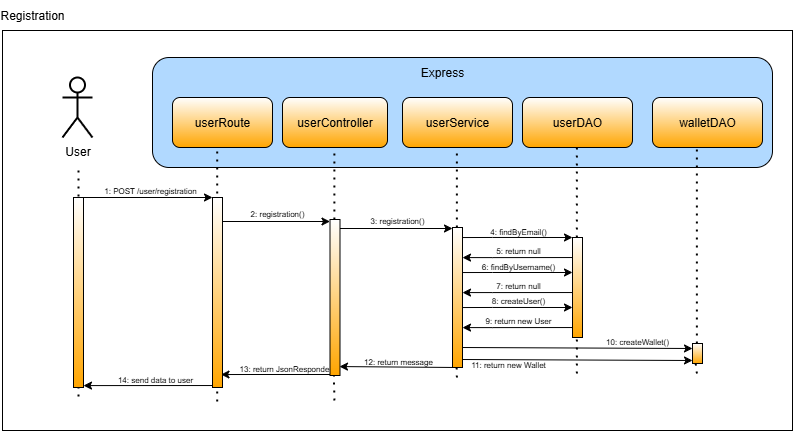 Registration
Express
userRoute
userController
userService
userDAO
walletDAO
User
1: POST /user/registration
2: registration()
3: registration()
4: findByEmail()
5: return null
6: findByUsername()
7: return null
8: createUser()
9: return new User
10: createWallet()
11: return new Wallet
12: return message
13: return JsonResponde
14: send data to user